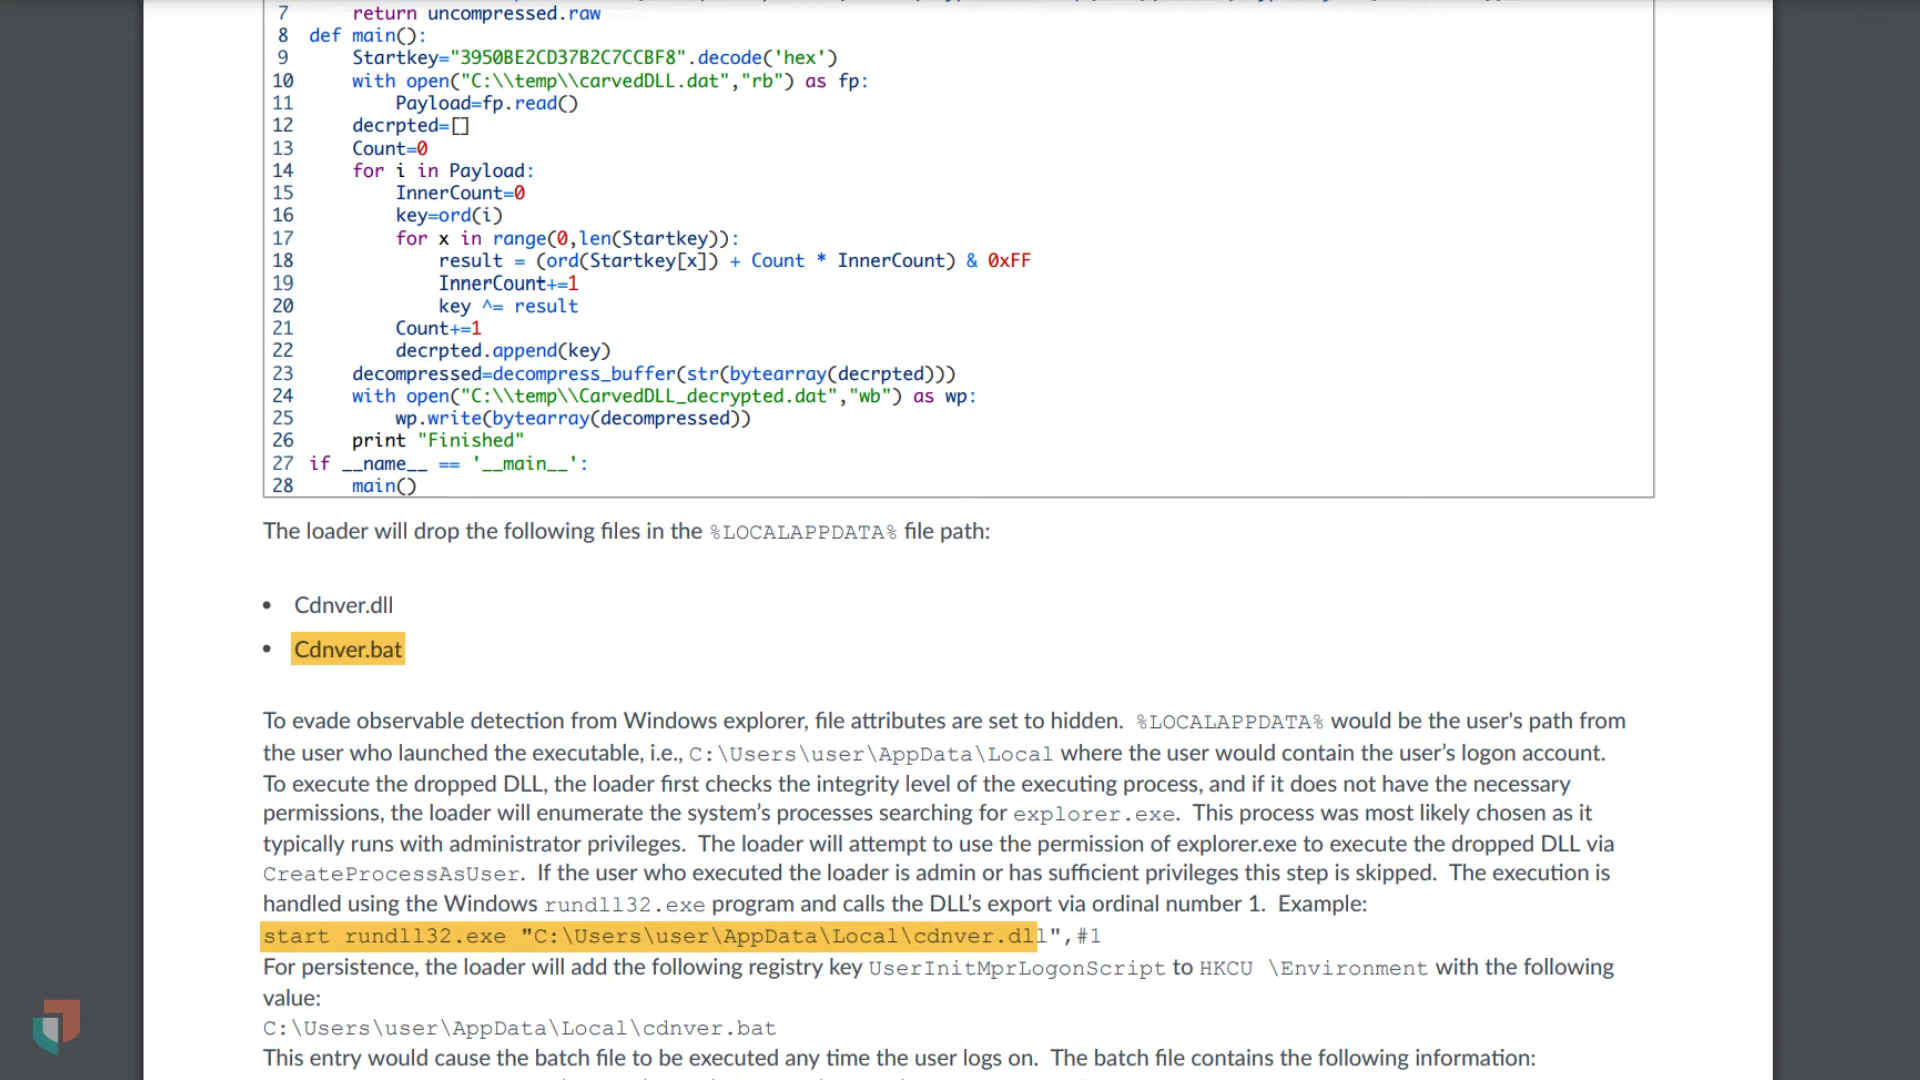 7 return uncompressed.raw
8 def main():
9 Startkey="3950BE2CD37B2C7CCBF8".decode('hex')
10 with open("C:\\temp\\carvedDLL.dat","rb") as fp:
11 Payload=fp.read()
12 decrpted=[]
13 Count=0
14 for i in Payload:
15 InnerCount=0
16 key=ord(i)
17 for x in range(0,len(Startkey)):
18 result = (ord(Startkey[x]) + Count * InnerCount) & 0xFF
19 InnerCount+=1
20 key ^= result
21 Count+=1
22 decrpted.append(key)
23 decompressed=decompress_buffer(str(bytearray(decrpted)))
24 with open("C:\\temp\\CarvedDLL_decrypted.dat","wb") as wp:
25 wp.write(bytearray(decompressed))
26 print "Finished"
27 if __name__ == '__main__':
28 main()
The loader will drop the following files in the %LOCALAPPDATA% file path:
• Cdnver.dll
• Cdnver.bat
To evade observable detection from Windows explorer, file attributes are set to hidden. %LOCALAPPDATA% would be the user's path from
the user who launched the executable, i.e., C:\Users\user\AppData\Local where the user would contain the user's logon account.
To execute the dropped DLL, the loader first checks the integrity level of the executing process, and if it does not have the necessary
permissions, the loader will enumerate the system's processes searching for explorer.exe. This process was most likely chosen as it
typically runs with administrator privileges. The loader will attempt to use the permission of explorer.exe to execute the dropped DLL via
CreateProcessAsUser. If the user who executed the loader is admin or has sufficient privileges this step is skipped. The execution is
handled using the Windows rundll32.exe program and calls the DLL's export via ordinal number 1. Example:
start rundll32.exe "C:\Users\user\AppData\Local\cdnver.dll",#1
For persistence, the loader will add the following registry key UserInitMprLogonScript to HKCU \Environment with the following
value:
C:\Users\user\AppData\Local\cdnver.bat
This entry would cause the batch file to be executed any time the user logs on. The batch file contains the following information: